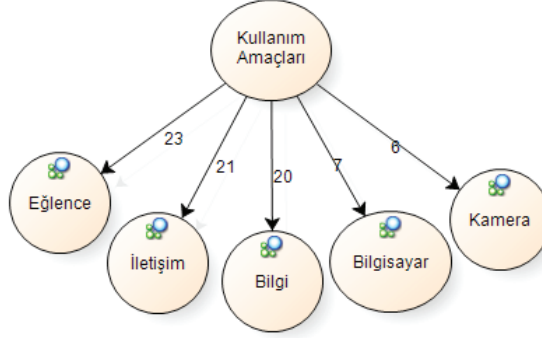 Kullanım
Amaçları
23
21
20
7
6
Eğlence
İletişim
Bilgi
Bilgisayar
Kamera